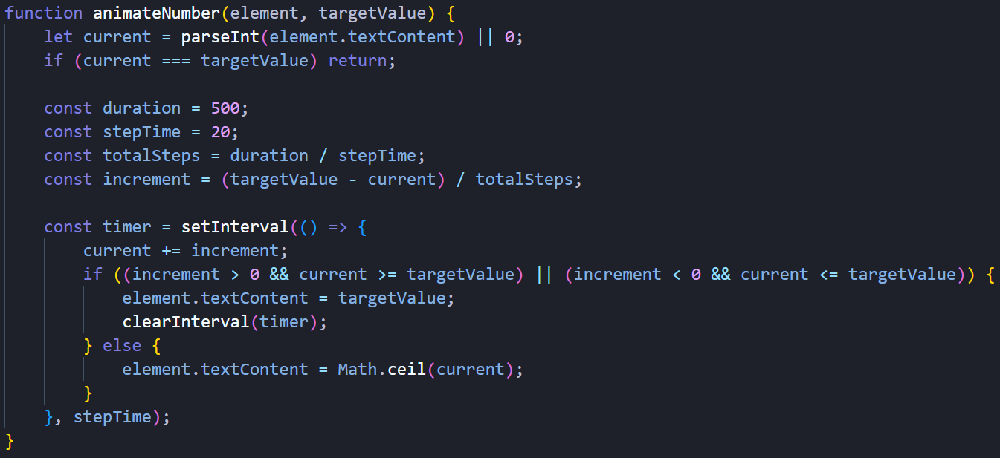 function animateNumber(element, targetValue) {
    let current = parseInt(element.textContent) || 0;
    if (current === targetValue) return;

    const duration = 500;
    const stepTime = 20;
    const totalSteps = duration / stepTime;
    const increment = (targetValue - current) / totalSteps;

    const timer = setInterval(() => {
        current += increment;
        if ((increment > 0 && current >= targetValue) || (increment < 0 && current <= targetValue)) {
            element.textContent = targetValue;
            clearInterval(timer);
        } else {
            element.textContent = Math.ceil(current);
        }
    }, stepTime);
}